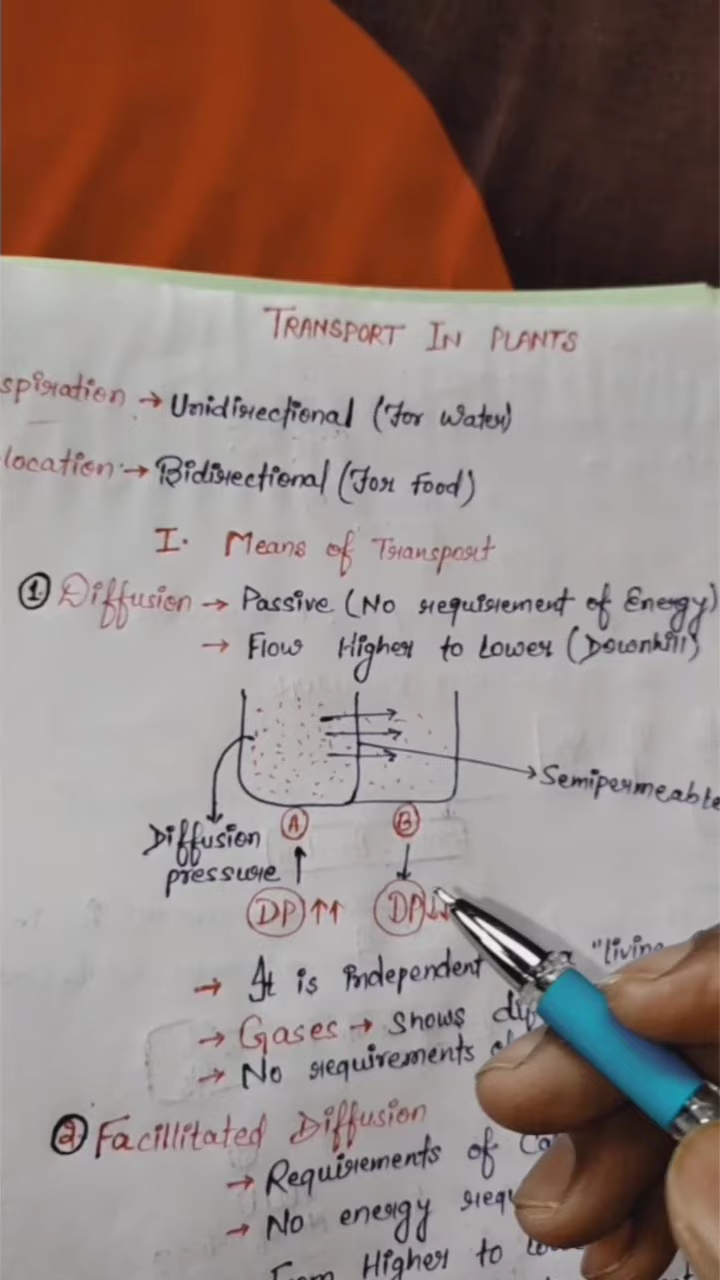 TRANSPORT IN PLANTS
spiration → Unidirectional (For Water)
location → Bidirectional (For Food)
I. Means of Transport
① Diffusion → Passive (No requirement of Energy)
→ Flow Higher to Lower (Downhill)
Semipermeable
A B
Diffusion pressure
DP↑↑ DP↓↓
→ It is independent "living
→ Gases → Shows
→ No requirements
② Facillitated Diffusion
→ Requirements of
→ No energy
From Higher to